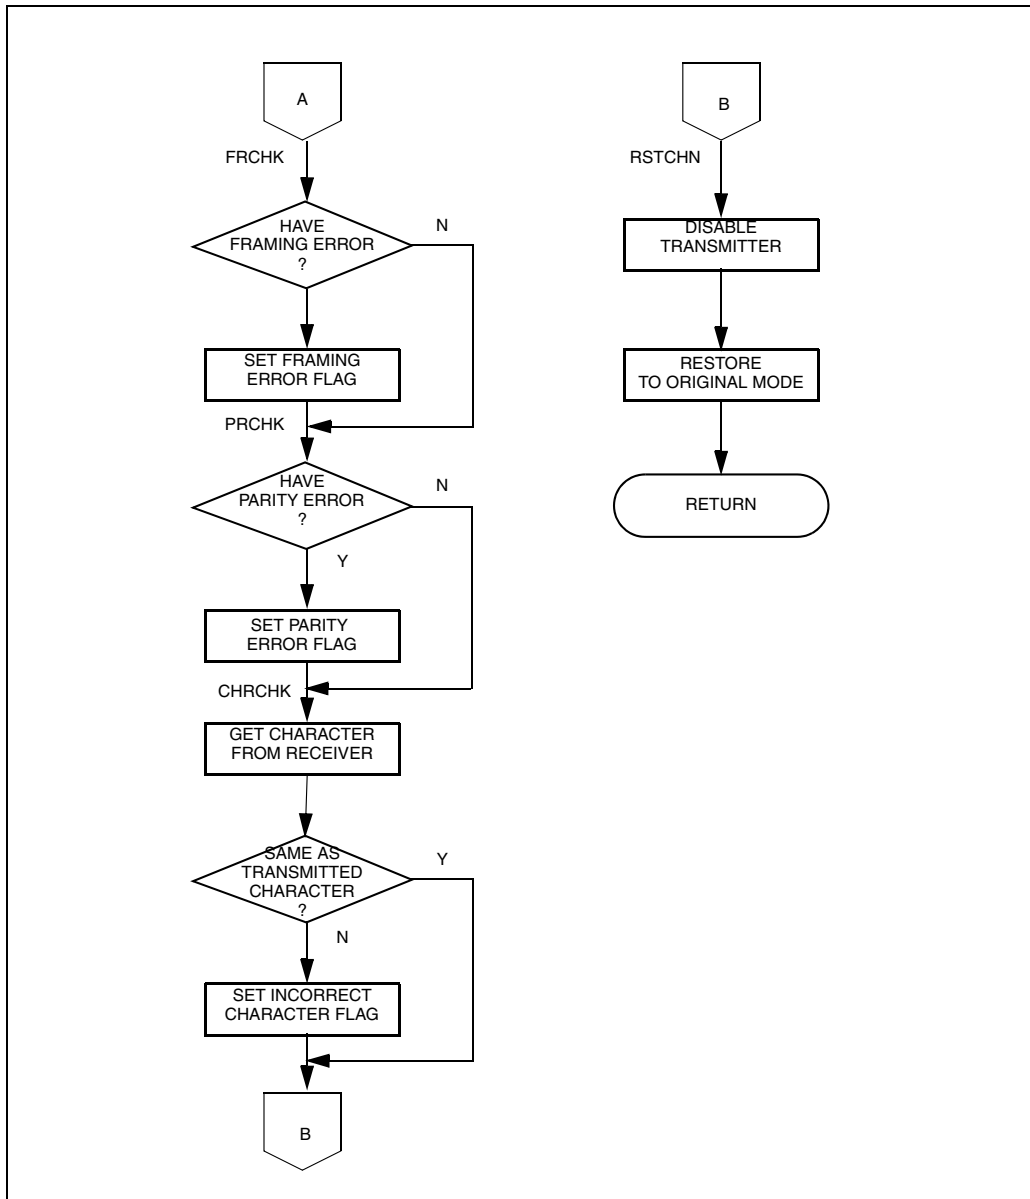 A
FRCHK
HAVE
FRAMING ERROR
?
N
SET FRAMING
ERROR FLAG
PRCHK
HAVE
PARITY ERROR
?
N
Y
SET PARITY
ERROR FLAG
CHRCHK
GET CHARACTER
FROM RECEIVER
SAME AS
TRANSMITTED
CHARACTER
?
Y
N
SET INCORRECT
CHARACTER FLAG
B
B
RSTCHN
DISABLE
TRANSMITTER
RESTORE
TO ORIGINAL MODE
RETURN